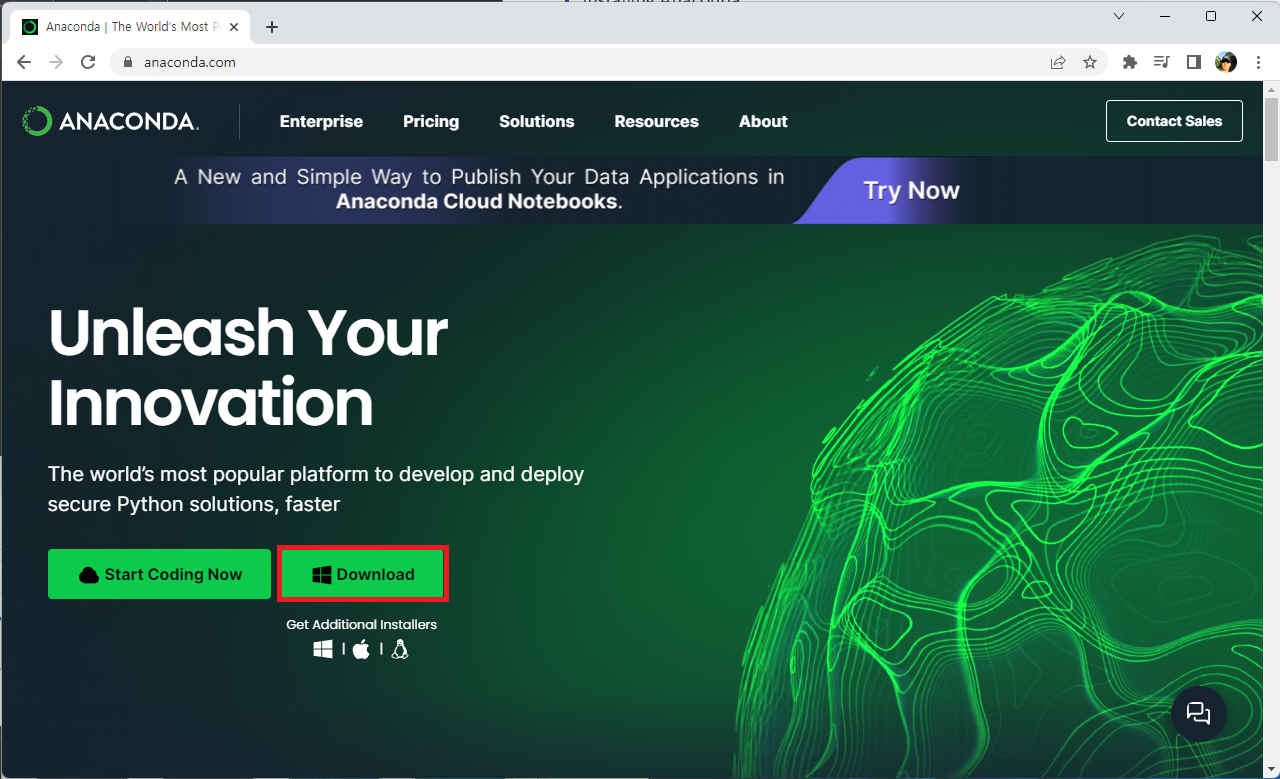 Installing Anaconda
Anaconda | The World's Most P
anaconda.com
ANACONDA.
Enterprise
Pricing
Solutions
Resources
About
Contact Sales
A New and Simple Way to Publish Your Data Applications in
Anaconda Cloud Notebooks.
Try Now
Unleash Your
Innovation
The world’s most popular platform to develop and deploy
secure Python solutions, faster
Start Coding Now
Download
Get Additional Installers